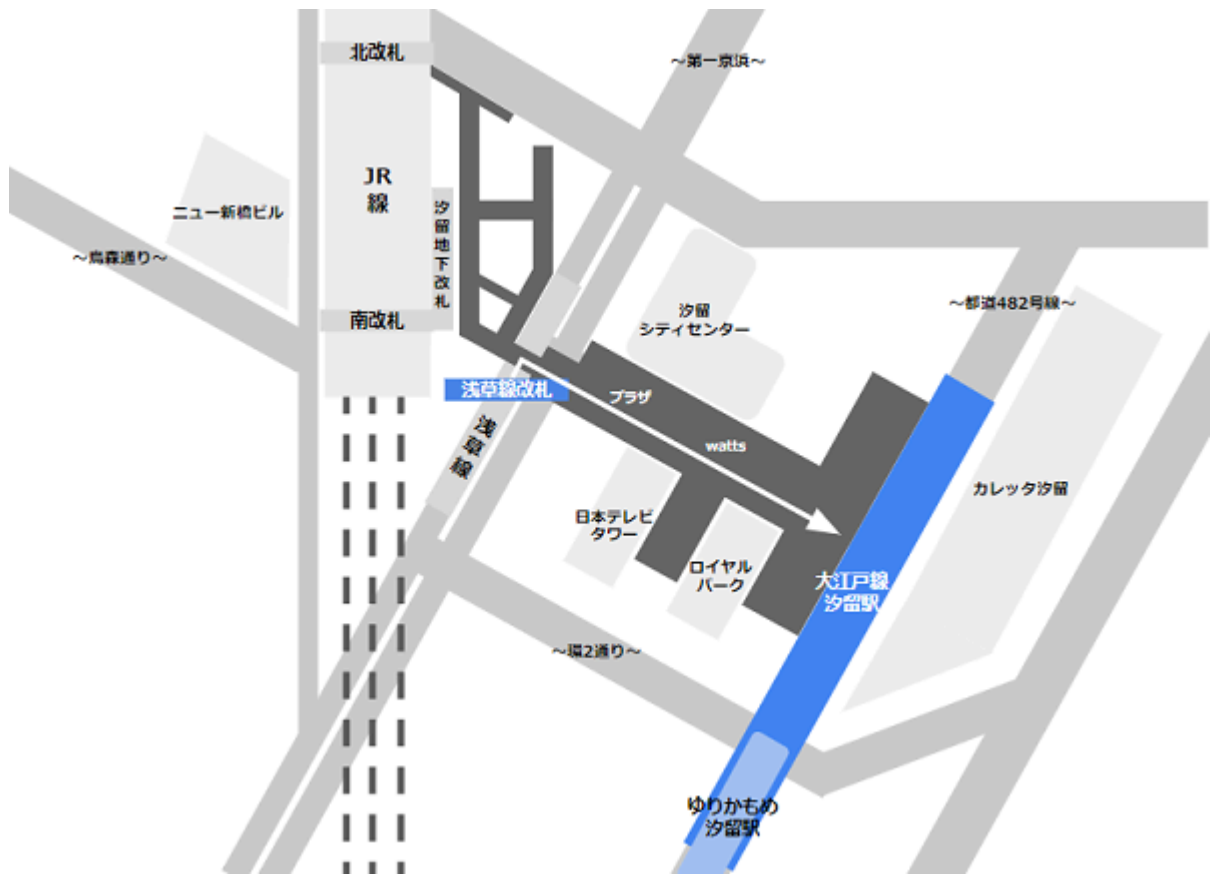 北改札
～第一京浜～
JR
線
ニュー新橋ビル
汐留地下改札
～烏森通り～
～都道482号線～
汐留
シティセンター
南改札
浅草線改札
プラザ
浅草線
watts
カレッタ汐留
日本テレビ
タワー
ロイヤル
パーク
大江戸線
汐留駅
～環2通り～
ゆりかもめ
汐留駅